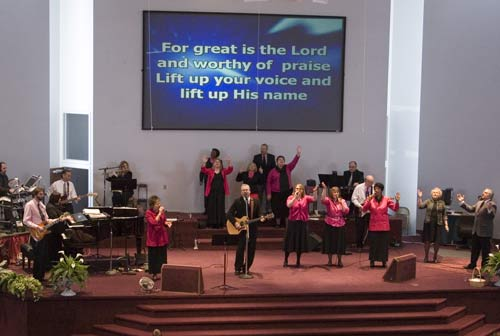 For great is the Lord
and worthy of praise
Lift up your voice and
lift up His name